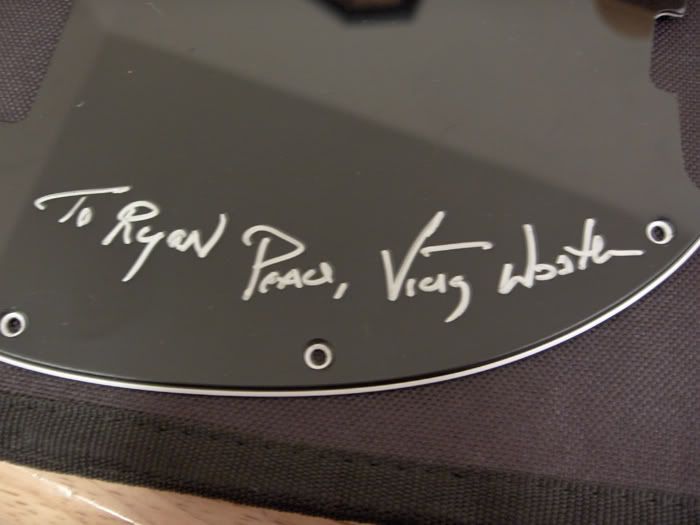 To Ryan Peace, Victor Wooten